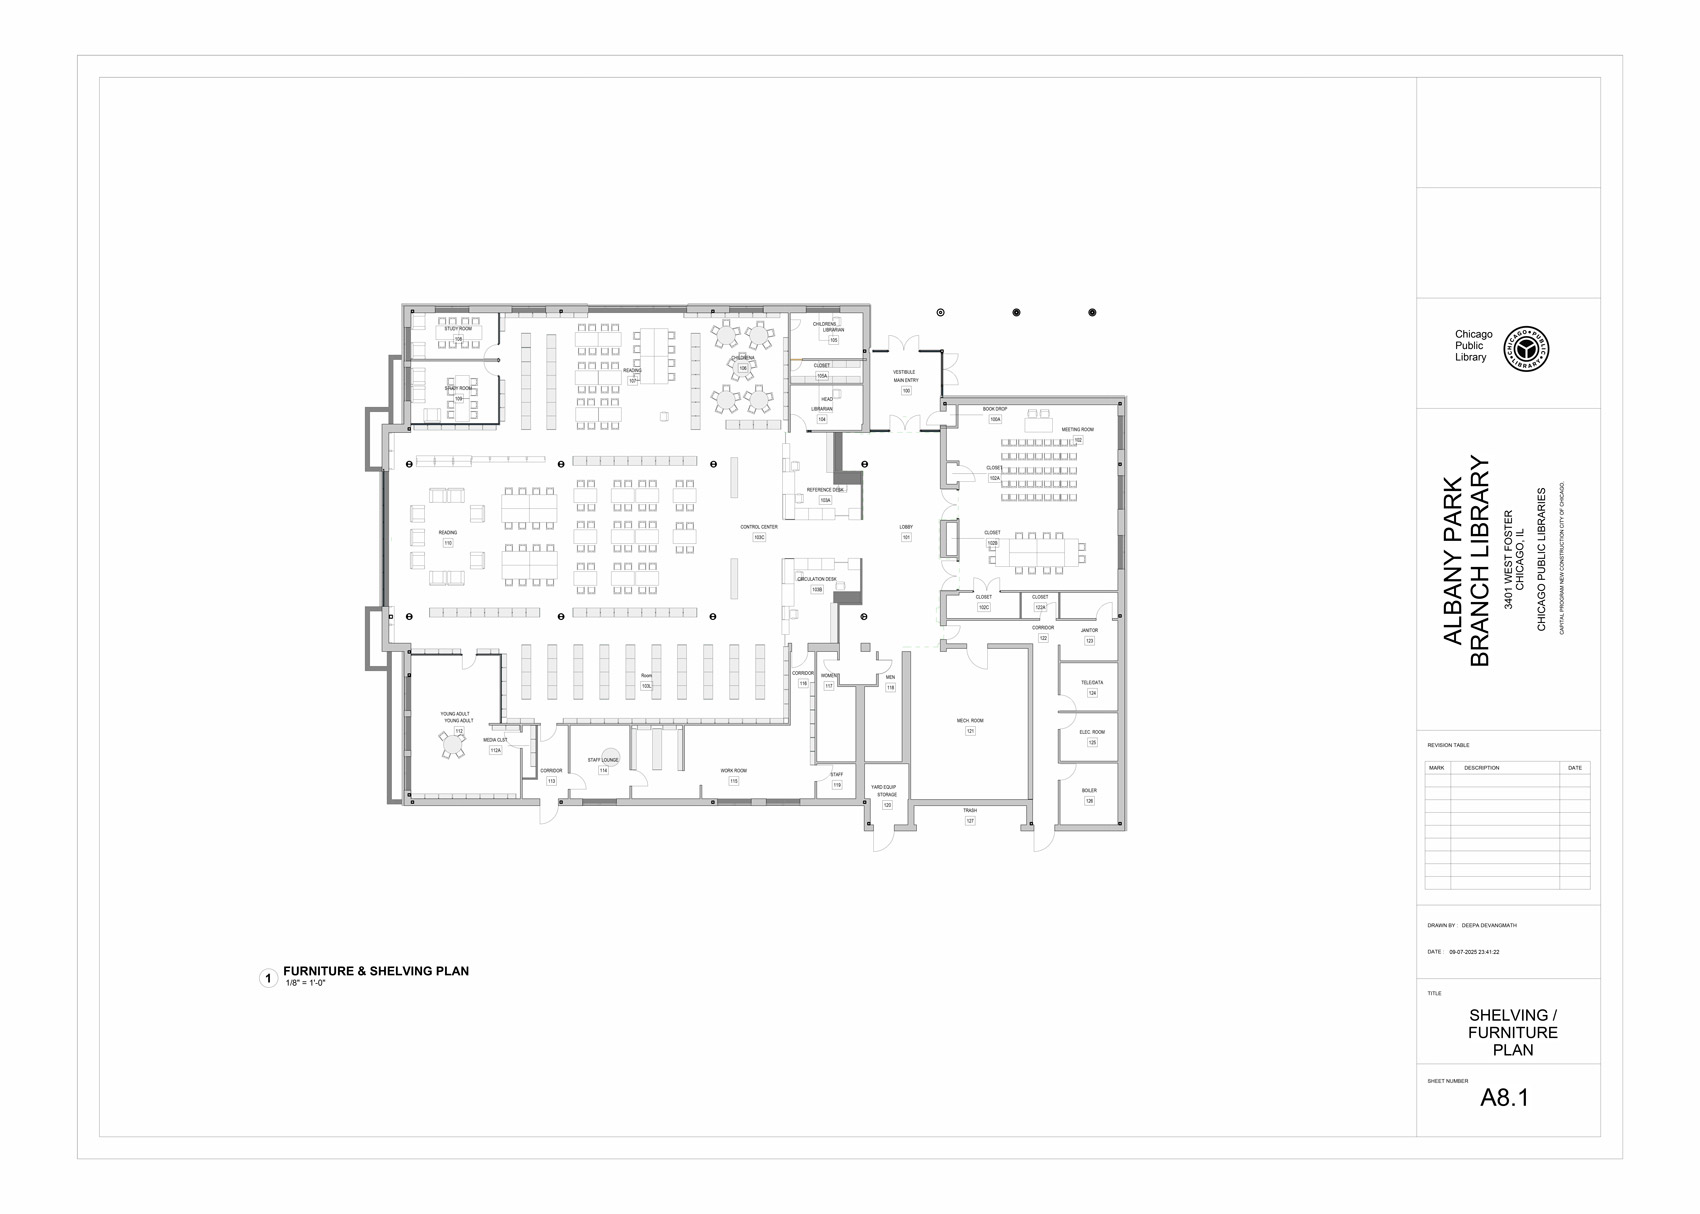 STUDY ROOM
108
STUDY ROOM
109
READING
107
CHILDRENS
106
CHILDRENS
LIBRARIAN
105
CLOSET
105A
HEAD
LIBRARIAN
104
VESTIBULE
MAIN ENTRY
100
BOOK DROP
100A
MEETING ROOM
102
CLOSET
102A
REFERENCE DESK
103A
READING
110
CONTROL CENTER
103C
LOBBY
101
CLOSET
102B
CIRCULATION DESK
103B
CLOSET
102C
CLOSET
122A
CORRIDOR
122
JANITOR
123
Room
103L
CORRIDOR
116
WOMENS
117
MEN
118
TELE/DATA
124
YOUNG ADULT
YOUNG ADULT
112
MEDIA CLST.
112A
MECH. ROOM
121
ELEC. ROOM
125
CORRIDOR
113
STAFF LOUNGE
114
WORK ROOM
115
STAFF
119
YARD EQUIP
STORAGE
120
BOILER
126
TRASH
127
1
FURNITURE & SHELVING PLAN
1/8" = 1'-0"
Chicago
Public
Library
CHICAGO•PUBLIC•LIBRARY•
ALBANY PARK
BRANCH LIBRARY
3401 WEST FOSTER
CHICAGO, IL
CHICAGO PUBLIC LIBRARIES
CAPITAL PROGRAM NEW CONSTRUCTION CITY OF CHICAGO.
REVISION TABLE
MARK DESCRIPTION DATE
DRAWN BY : DEEPA DEVANGMATH
DATE : 09-07-2025 23:41:22
TITLE
SHELVING /
FURNITURE
PLAN
SHEET NUMBER
A8.1